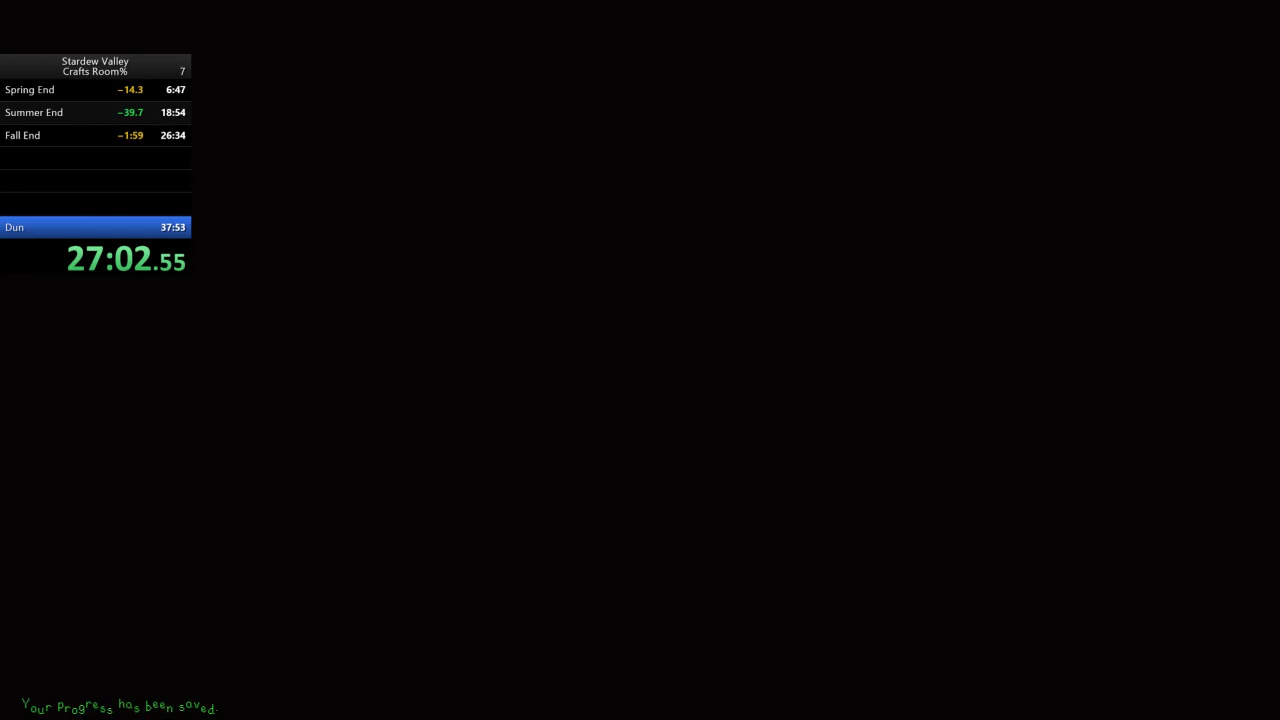 Stardew Valley
Crafts Room% 7
Spring End −14.3 6:47
Summer End −39.7 18:54
Fall End −1:59 26:34
Dun 37:53
27:02.55
Your progress has been saved.